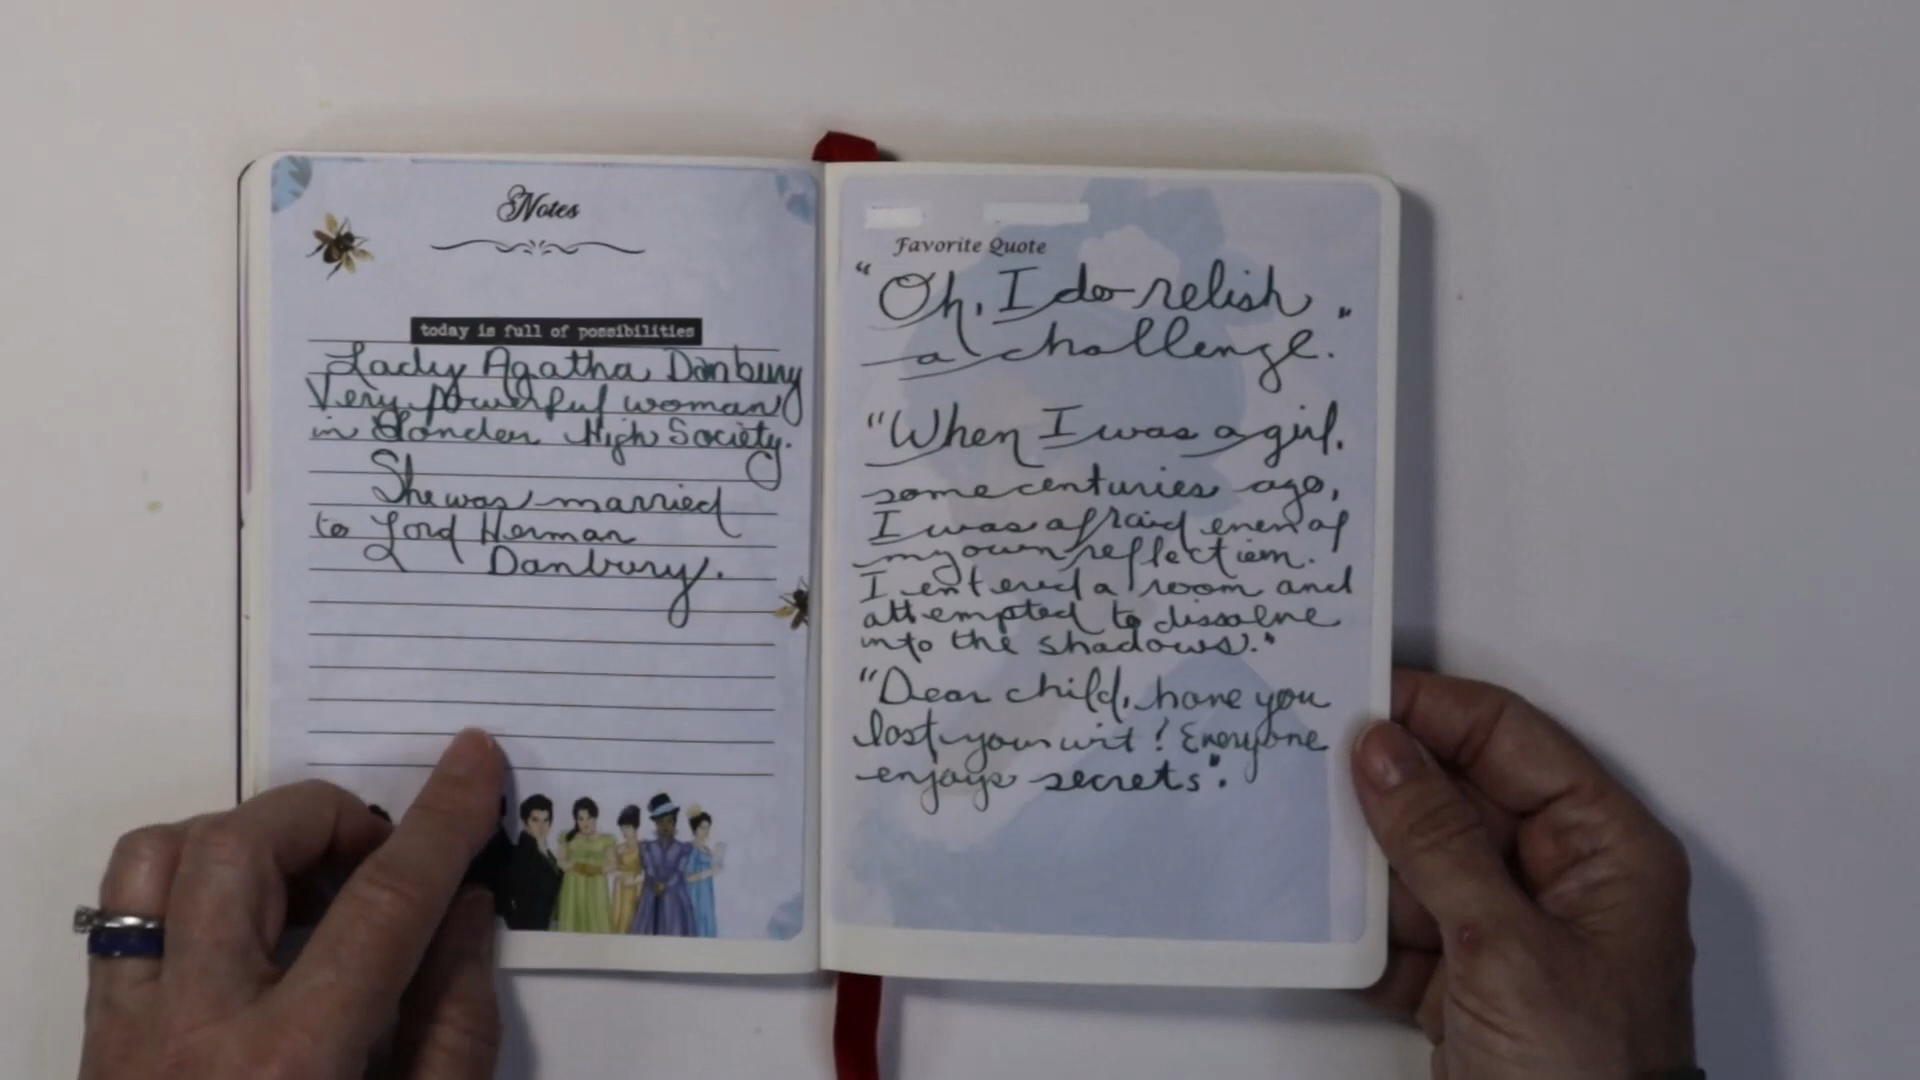 Notes
today is full of possibilities
Lady Agatha Danbury
Very powerful woman
in London High Society.
She was married
to Lord Herman
Danbury.
Favorite Quote
"Oh, I do relish
a challenge."
"When I was a girl.
some centuries ago,
I was afraid even of
my own reflection.
I entered a room and
attempted to dissolve
into the shadows."
"Dear child, have you
lost your wit? Everyone
enjoys secrets".